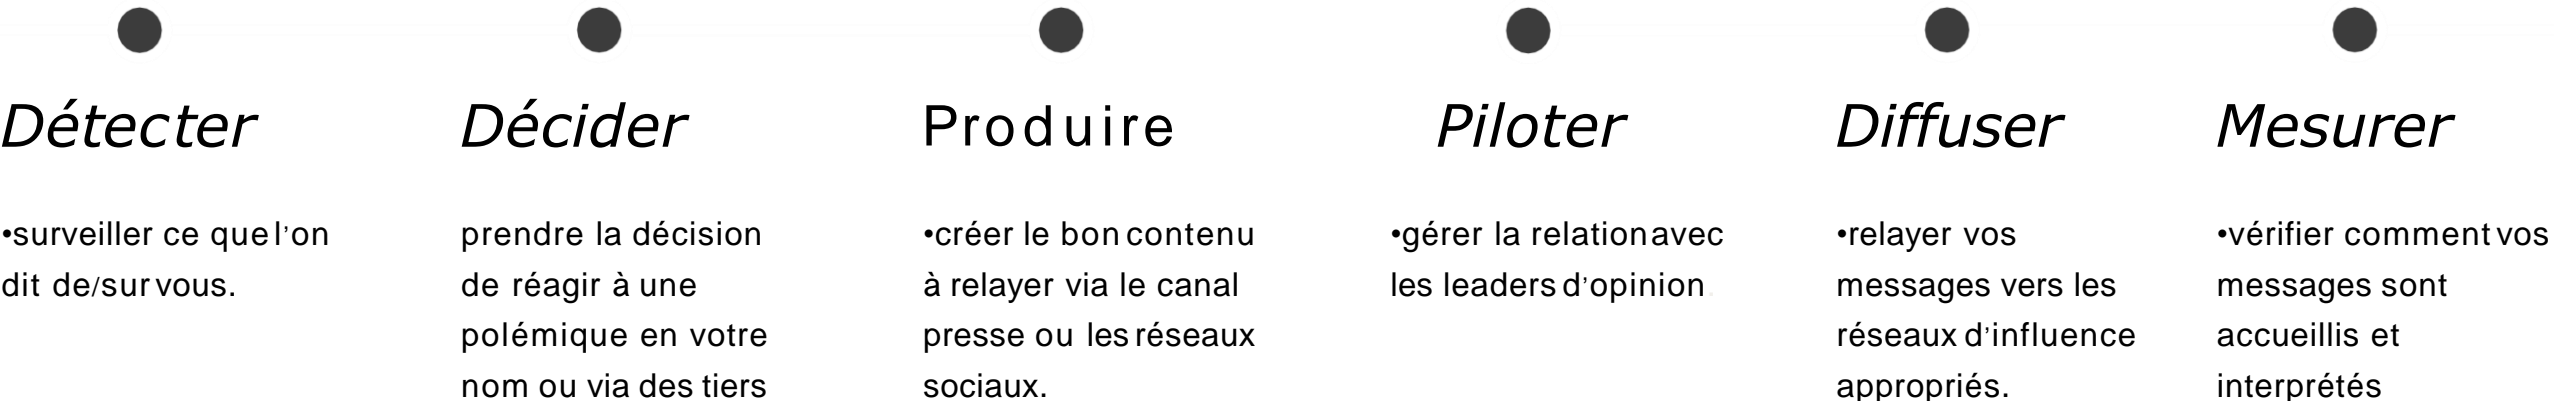 Détecter
•surveiller ce que l’on
dit de/sur vous.
Décider
prendre la décision
de réagir à une
polémique en votre
nom ou via des tiers
Produire
•créer le bon contenu
à relayer via le canal
presse ou les réseaux
sociaux.
Piloter
•gérer la relation avec
les leaders d’opinion.
Diffuser
•relayer vos
messages vers les
réseaux d’influence
appropriés.
Mesurer
•vérifier comment vos
messages sont
accueillis et
interprétés